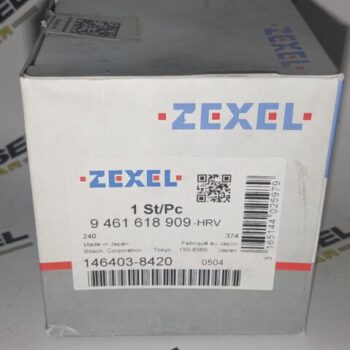 ZEXEL
ZEXEL
1 St/Pc
9 461 618 909 -HRV
240 374
Made in Japan Fabriqué au Japon
Bosch Corporation Tokyo 150-8360 Japan
146403-8420 0504
3 165144 025979